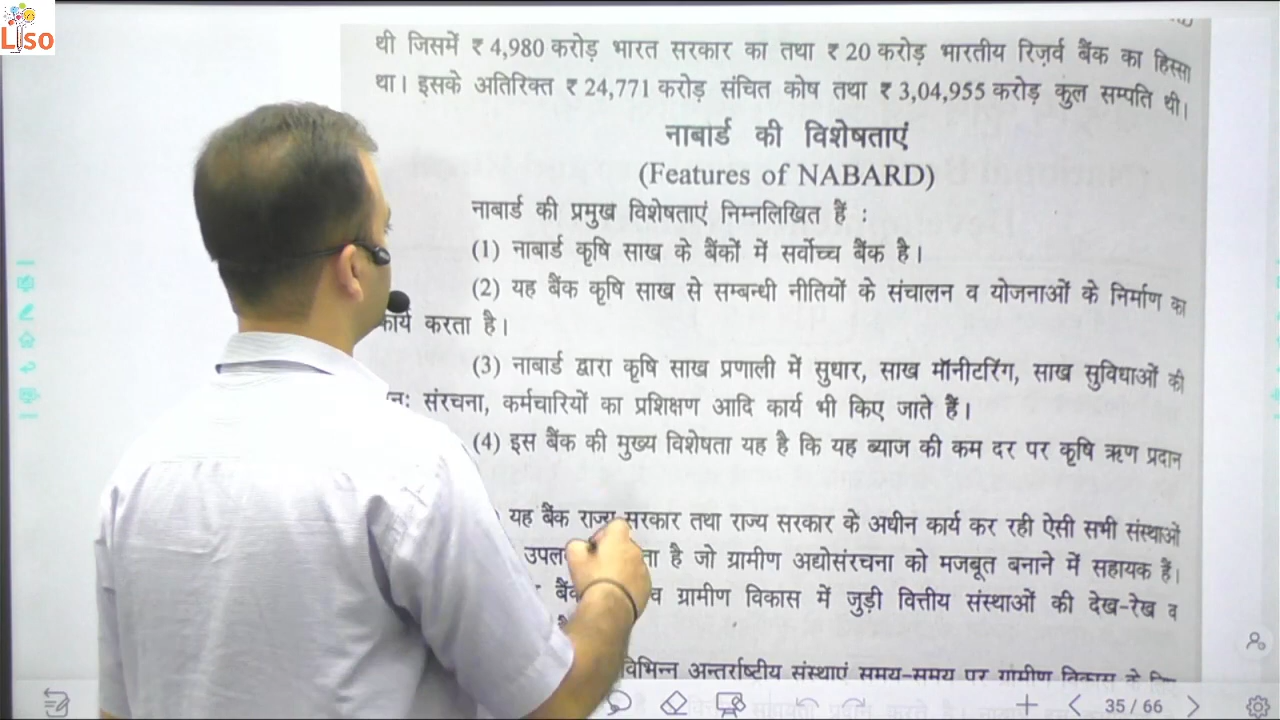 Liso
थी जिसमें ₹ 4,980 करोड़ भारत सरकार का तथा ₹ 20 करोड़ भारतीय रिज़र्व बैंक का हिस्सा
था। इसके अतिरिक्त ₹ 24,771 करोड़ संचित कोष तथा ₹ 3,04,955 करोड़ कुल सम्पति थी।
नाबार्ड की विशेषताएं
(Features of NABARD)
नाबार्ड की प्रमुख विशेषताएं निम्नलिखित हैं :
(1) नाबार्ड कृषि साख के बैंकों में सर्वोच्च बैंक है।
(2) यह बैंक कृषि साख से सम्बन्धी नीतियों के संचालन व योजनाओं के निर्माण का
कार्य करता है।
(3) नाबार्ड द्वारा कृषि साख प्रणाली में सुधार, साख मॉनीटरिंग, साख सुविधाओं की
संरचना, कर्मचारियों का प्रशिक्षण आदि कार्य भी किए जाते हैं।
(4) इस बैंक की मुख्य विशेषता यह है कि यह ब्याज की कम दर पर कृषि ऋण प्रदान
यह बैंक राज्य सरकार तथा राज्य सरकार के अधीन कार्य कर रही ऐसी सभी संस्थाओं
है जो ग्रामीण अद्योसंरचना को मजबूत बनाने में सहायक हैं।
व ग्रामीण विकास में जुड़ी वित्तीय संस्थाओं की देख-रेख व
विभिन्न अन्तर्राष्टीय संस्थाएं समय-समय पर ग्रामीण विकास के
35 / 66